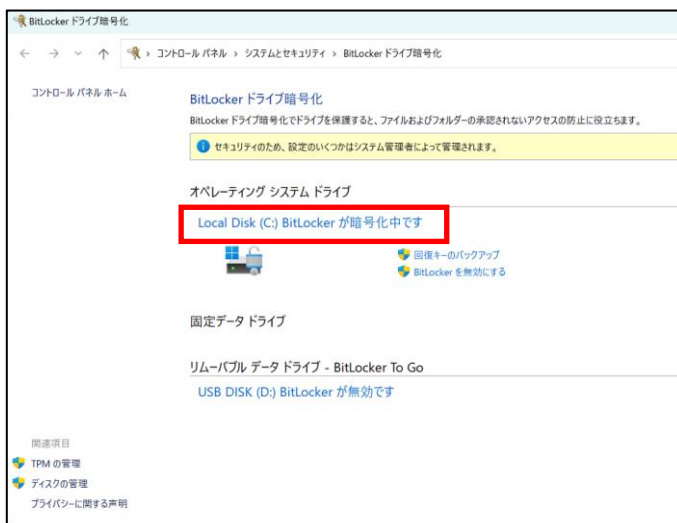 BitLocker ドライブ暗号化
コントロール パネル › システムとセキュリティ › BitLocker ドライブ暗号化
コントロール パネル ホーム
BitLocker ドライブ暗号化
BitLocker ドライブ暗号化でドライブを保護すると、ファイルおよびフォルダーの承認されないアクセスの防止に役立ちます。
セキュリティのため、設定のいくつかはシステム管理者によって管理されます。
オペレーティング システム ドライブ
Local Disk (C:) BitLocker が暗号化中です
回復キーのバックアップ
BitLocker を無効にする
固定データ ドライブ
リムーバブル データ ドライブ - BitLocker To Go
USB DISK (D:) BitLocker が無効です
関連項目
TPM の管理
ディスクの管理
プライバシーに関する声明